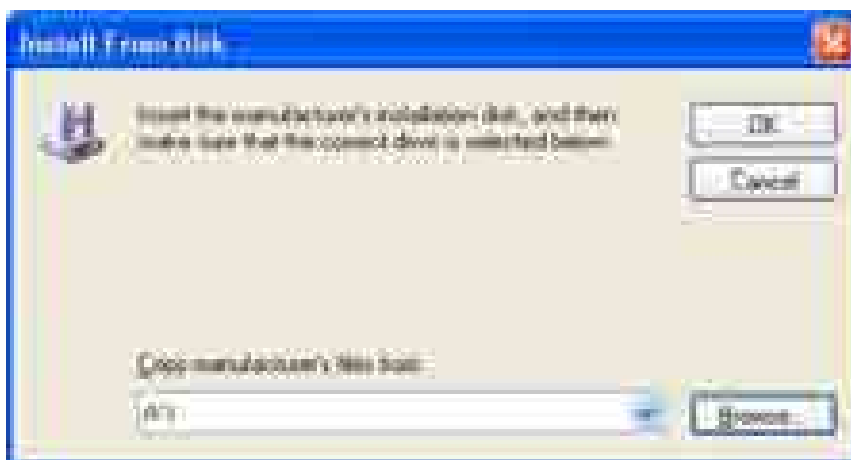 Install From Disk
Insert the manufacturer's installation disk, and then
make sure that the correct drive is selected below.
OK
Cancel
Copy manufacturer's files from:
A:\
Browse...